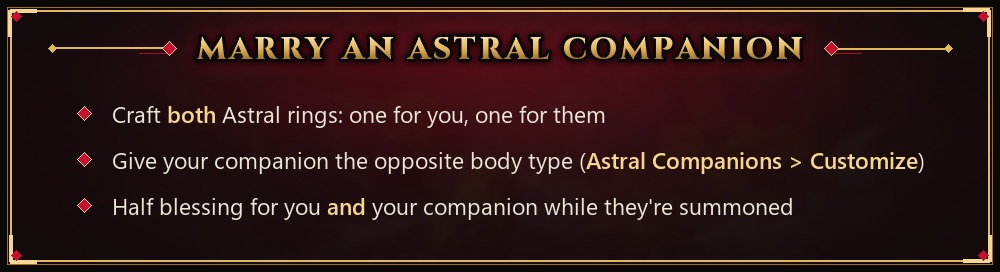 MARRY AN ASTRAL COMPANION
Craft both Astral rings: one for you, one for them
Give your companion the opposite body type (Astral Companions > Customize)
Half blessing for you and your companion while they're summoned